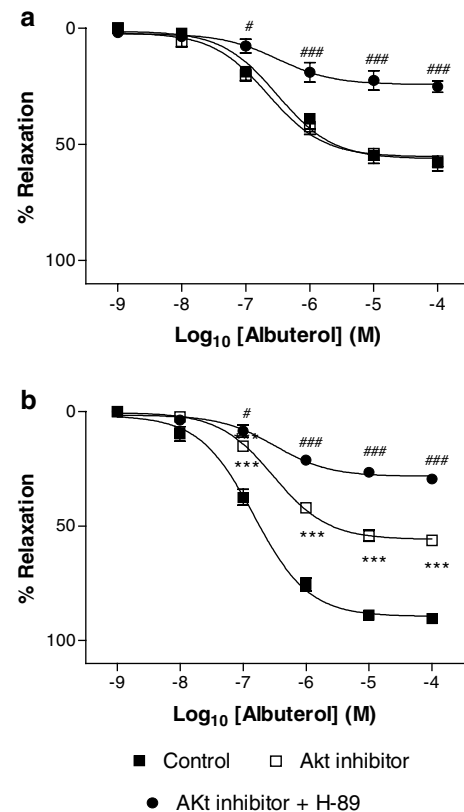 a
0
50
100
% Relaxation
#
###
###
###
-9 -8 -7 -6 -5 -4
Log10 [Albuterol] (M)
b
0
50
100
% Relaxation
#
***
###
###
###
***
***
***
***
-9 -8 -7 -6 -5 -4
Log10 [Albuterol] (M)
Control Akt inhibitor
AKt inhibitor + H-89